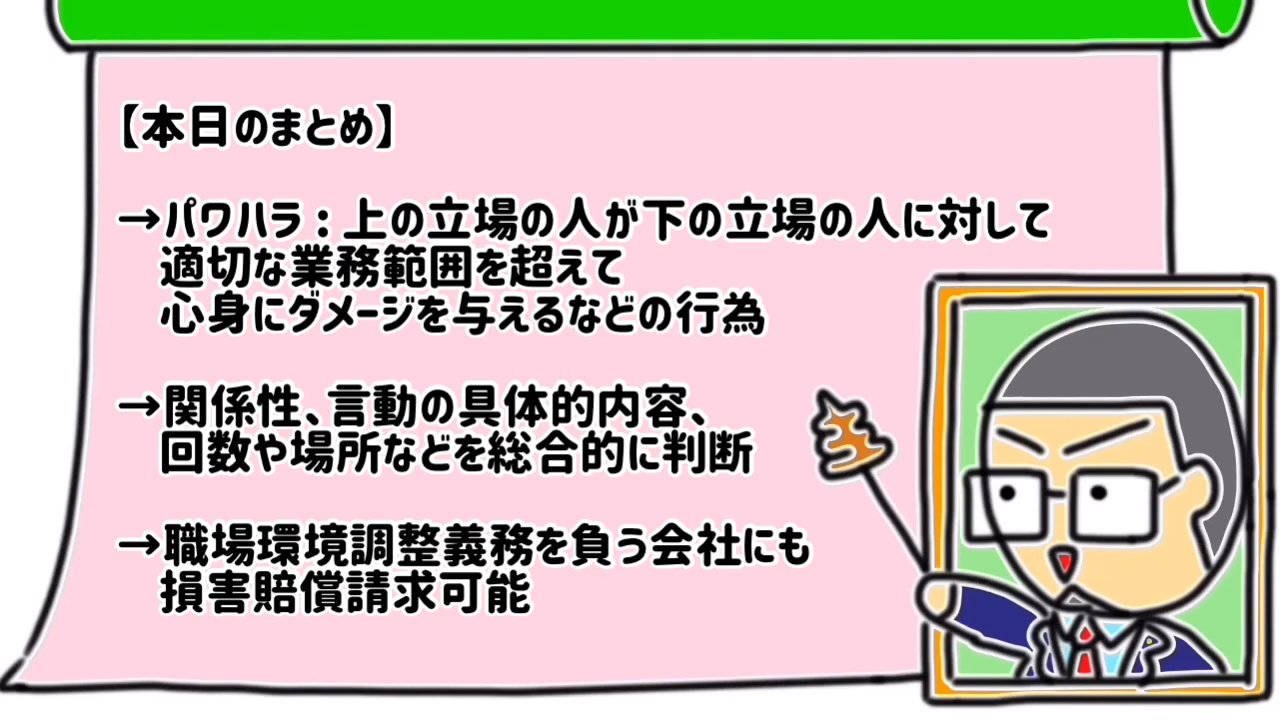 【本日のまとめ】
→パワハラ：上の立場の人が下の立場の人に対して
適切な業務範囲を超えて
心身にダメージを与えるなどの行為
→関係性、言動の具体的内容、
回数や場所などを総合的に判断
→職場環境調整義務を負う会社にも
損害賠償請求可能